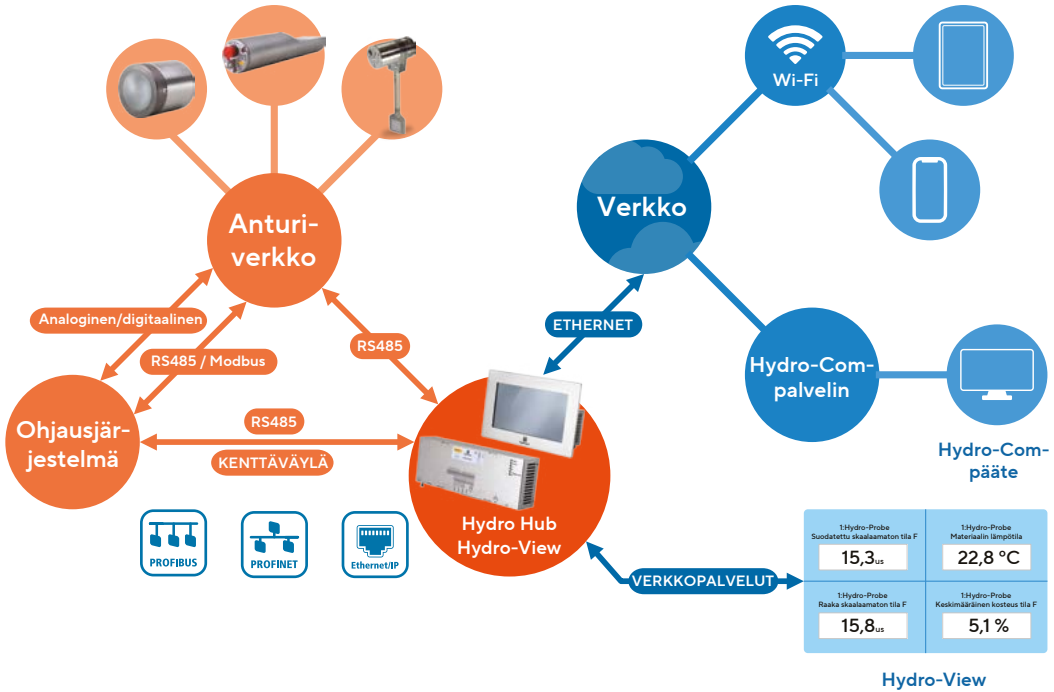 Wi-Fi
Verkko
Anturi-
verkko
Analoginen/digitaalinen
RS485 / Modbus
RS485
ETHERNET
Hydro-Com-
palvelin
Ohjausjär-
jestelmä
RS485
KENTTÄVÄYLÄ
Hydro-Com-
pääte
Hydro Hub
Hydro-View
PROFIBUS
PROFINET
Ethernet/IP
VERKKOPALVELUT
1:Hydro-Probe
Suodatettu skaalaamaton tila F
15,3us
1:Hydro-Probe
Materiaalin lämpötila
22,8 °C
1:Hydro-Probe
Raaka skaalaamaton tila F
15,8us
1:Hydro-Probe
Keskimääräinen kosteus tila F
5,1 %
Hydro-View